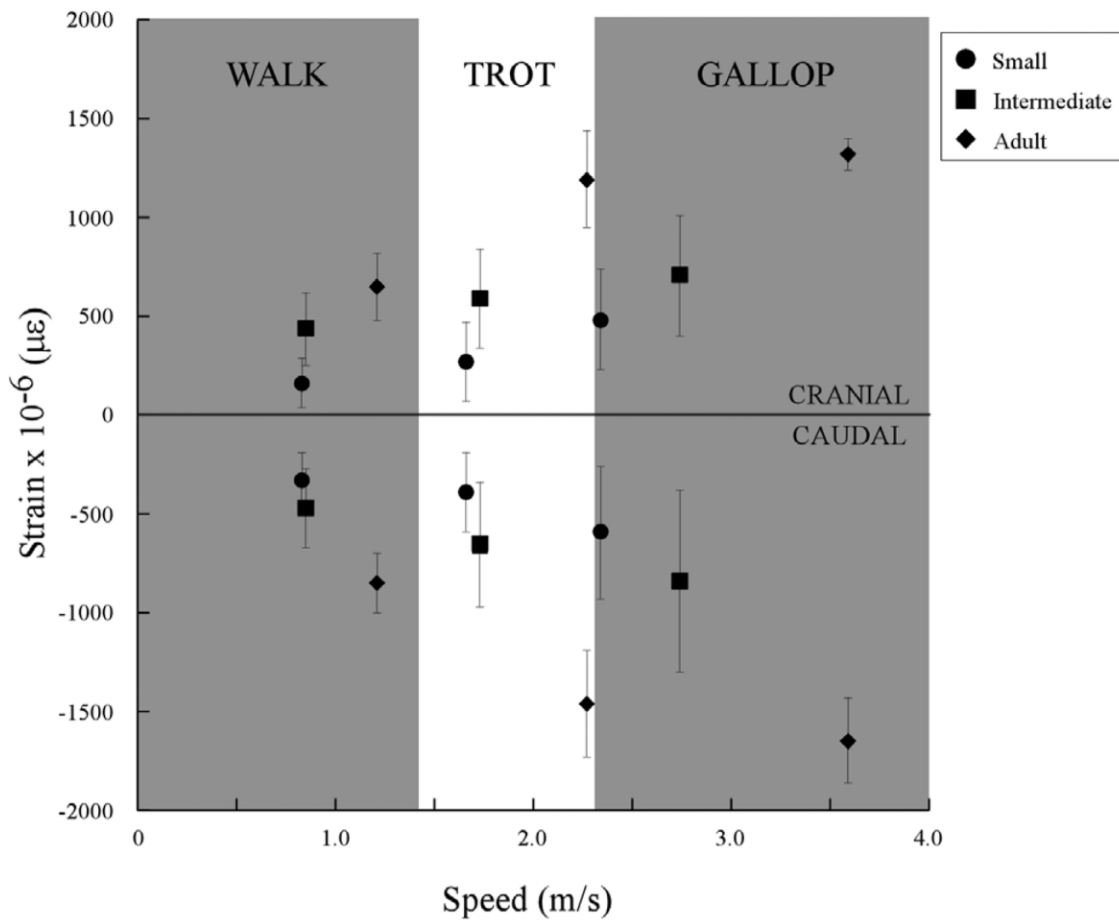 2000
1500
1000
500
0
-500
-1000
-1500
-2000
Strain x 10-6 (με)
WALK
TROT
GALLOP
CRANIAL
CAUDAL
0
1.0
2.0
3.0
4.0
Speed (m/s)
Small
Intermediate
Adult